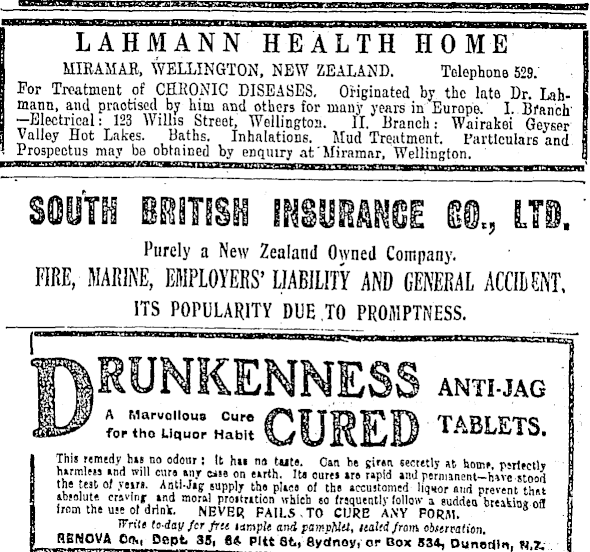 LAHMANN HEALTH HOME
MIRAMAR, WELLINGTON, NEW ZEALAND. Telephone 529.
For Treatment of CHRONIC DISEASES. Originated by the late Dr. Lah-
mann, and practised by him and others for many years in Europe. I. Branch
—Electrical: 123 Willis Street, Wellington. II. Branch: Wairakei Geyser
Valley Hot Lakes. Baths. Inhalations. Mud Treatment. Particulars and
Prospectus may be obtained by enquiry at Miramar, Wellington.
SOUTH BRITISH INSURANCE CO., LTD.
Purely a New Zealand Owned Company.
FIRE, MARINE, EMPLOYERS' LIABILITY AND GENERAL ACCIDENT.
ITS POPULARITY DUE TO PROMPTNESS.
DRUNKENNESS CURED
A Marvellous Cure
for the Liquor Habit
ANTI-JAG
TABLETS.
This remedy has no odour: It has no taste. Can be given secretly at home, perfectly
harmless and will cure any case on earth. Its cures are rapid and permanent—have stood
the test of years. Anti-Jag supply the place of the accustomed liquor and prevent that
absolute craving and moral prostration which so frequently follow a sudden breaking off
from the use of drink. NEVER FAILS TO CURE ANY FORM.
Write to-day for free sample and pamphlet, sealed from observation.
RENOVA Co., Dept. 35, 64 Pitt St., Sydney, or Box 534, Dunedin, N.Z.